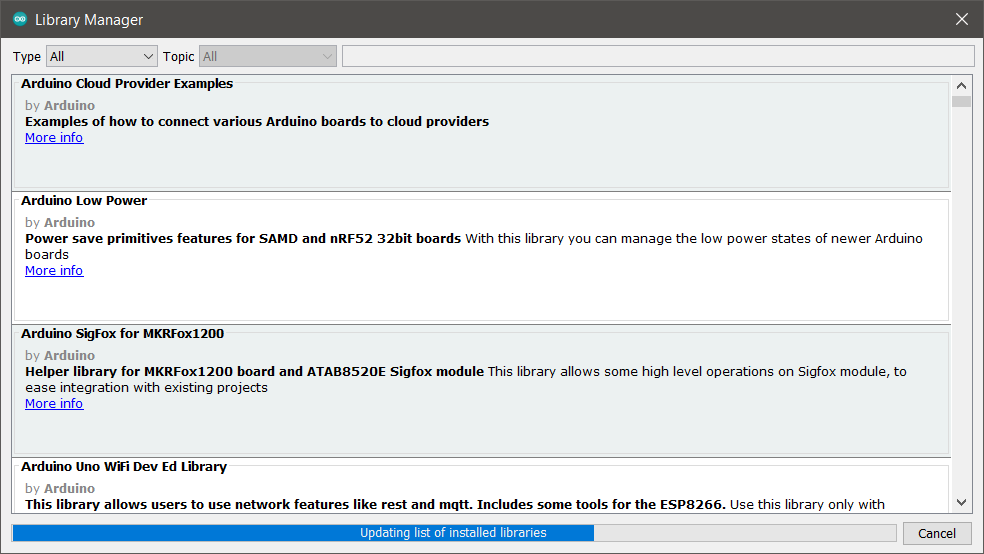 Library Manager
Type All Topic All
Arduino Cloud Provider Examples
by Arduino
Examples of how to connect various Arduino boards to cloud providers
More info
Arduino Low Power
by Arduino
Power save primitives features for SAMD and nRF52 32bit boards With this library you can manage the low power states of newer Arduino
boards
More info
Arduino SigFox for MKRFox1200
by Arduino
Helper library for MKRFox1200 board and ATAB8520E Sigfox module This library allows some high level operations on Sigfox module, to
ease integration with existing projects
More info
Arduino Uno WiFi Dev Ed Library
by Arduino
This library allows users to use network features like rest and mqtt. Includes some tools for the ESP8266. Use this library only with
Updating list of installed libraries
Cancel